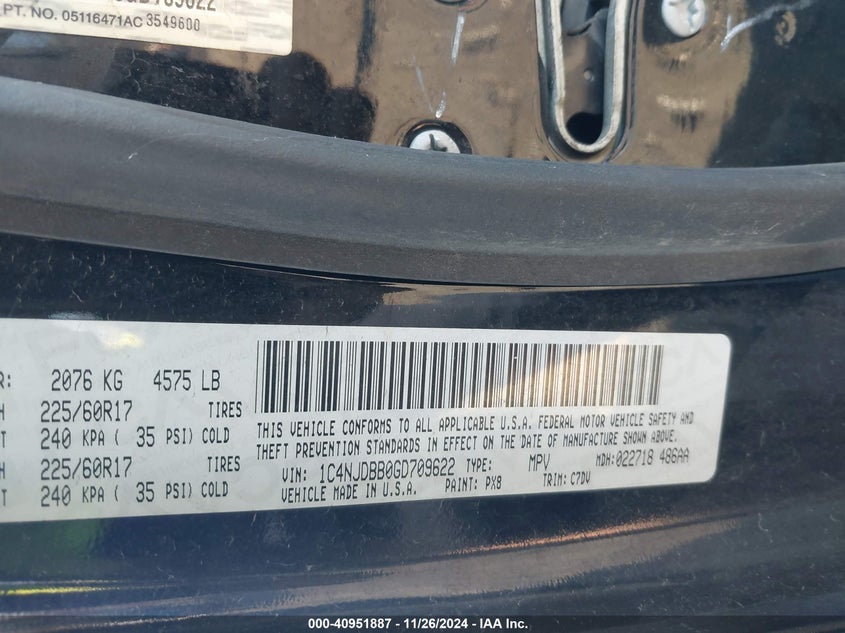 PT. NO. 05116471AC 3549600
2076 KG 4575 LB
225/60R17 TIRES
240 KPA ( 35 PSI) COLD
225/60R17 TIRES
240 KPA ( 35 PSI) COLD
THIS VEHICLE CONFORMS TO ALL APPLICABLE U.S.A. FEDERAL MOTOR VEHICLE SAFETY AND
THEFT PREVENTION STANDARDS IN EFFECT ON THE DATE OF MANUFACTURE SHOWN ABOVE.
VIN: 1C4NJDBB0GD709622 TYPE: MPV MDH:022718 486AA
VEHICLE MADE IN U.S.A. PAINT: PX8 TRIM: C7DV
000-40951887 - 11/26/2024 - IAA Inc.